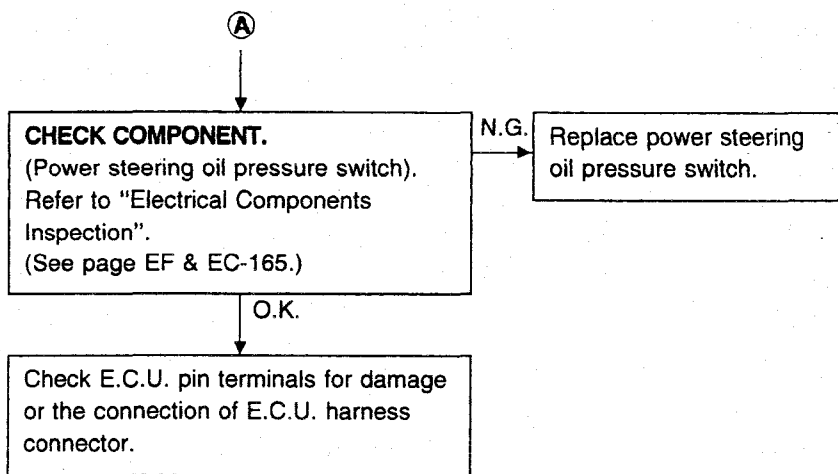 A
CHECK COMPONENT.
(Power steering oil pressure switch).
Refer to “Electrical Components
Inspection”.
(See page EF & EC-165.)
N.G.
Replace power steering
oil pressure switch.
O.K.
Check E.C.U. pin terminals for damage
or the connection of E.C.U. harness
connector.